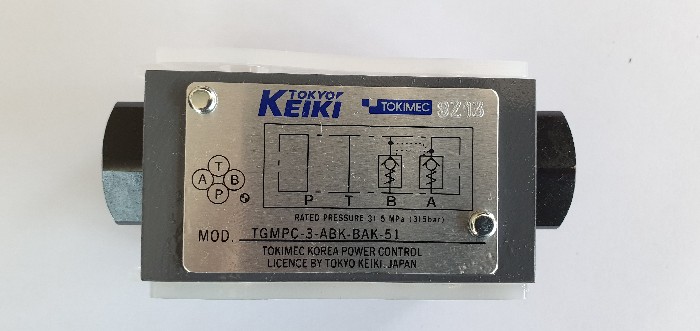 TOKYO
KEIKI
TOKIMEC
T
A B
P
P T B A
RATED PRESSURE 31.5 MPa (315bar)
MOD. TGMPC-3-ABK-BAK-51
TOKIMEC KOREA POWER CONTROL
LICENCE BY TOKYO KEIKI. JAPAN